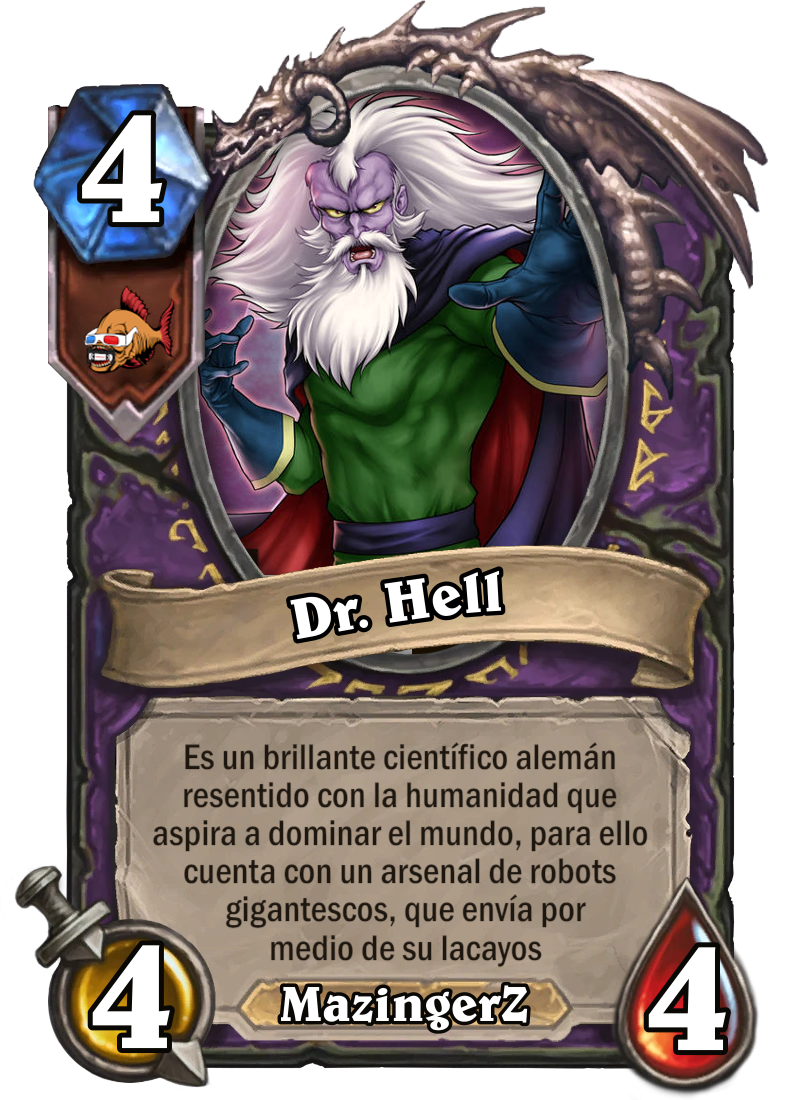 4
Dr. Hell
Es un brillante científico alemán
resentido con la humanidad que
aspira a dominar el mundo, para ello
cuenta con un arsenal de robots
gigantescos, que envía por
medio de su lacayos
4
MazingerZ
4